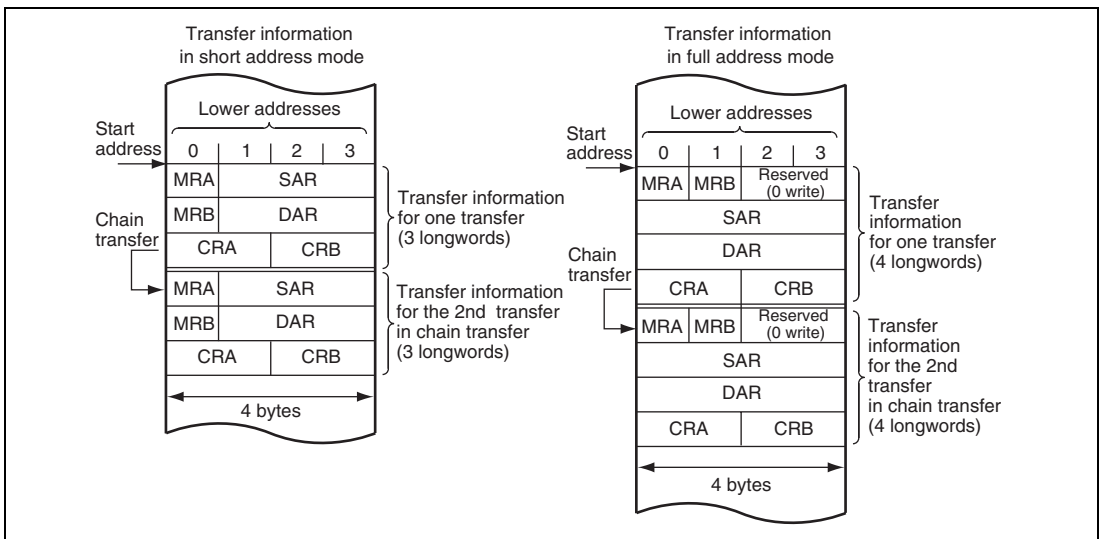 Transfer information
in short address mode
Lower addresses
Start
address
0 1 2 3
MRA SAR
MRB DAR
CRA CRB
Transfer information
for one transfer
(3 longwords)
Chain
transfer
MRA SAR
MRB DAR
CRA CRB
Transfer information
for the 2nd transfer
in chain transfer
(3 longwords)
4 bytes
Transfer information
in full address mode
Lower addresses
Start
address
0 1 2 3
MRA MRB Reserved
(0 write)
SAR
DAR
CRA CRB
Transfer
information
for one transfer
(4 longwords)
Chain
transfer
MRA MRB Reserved
(0 write)
SAR
DAR
CRA CRB
Transfer
information
for the 2nd
transfer
in chain transfer
(4 longwords)
4 bytes